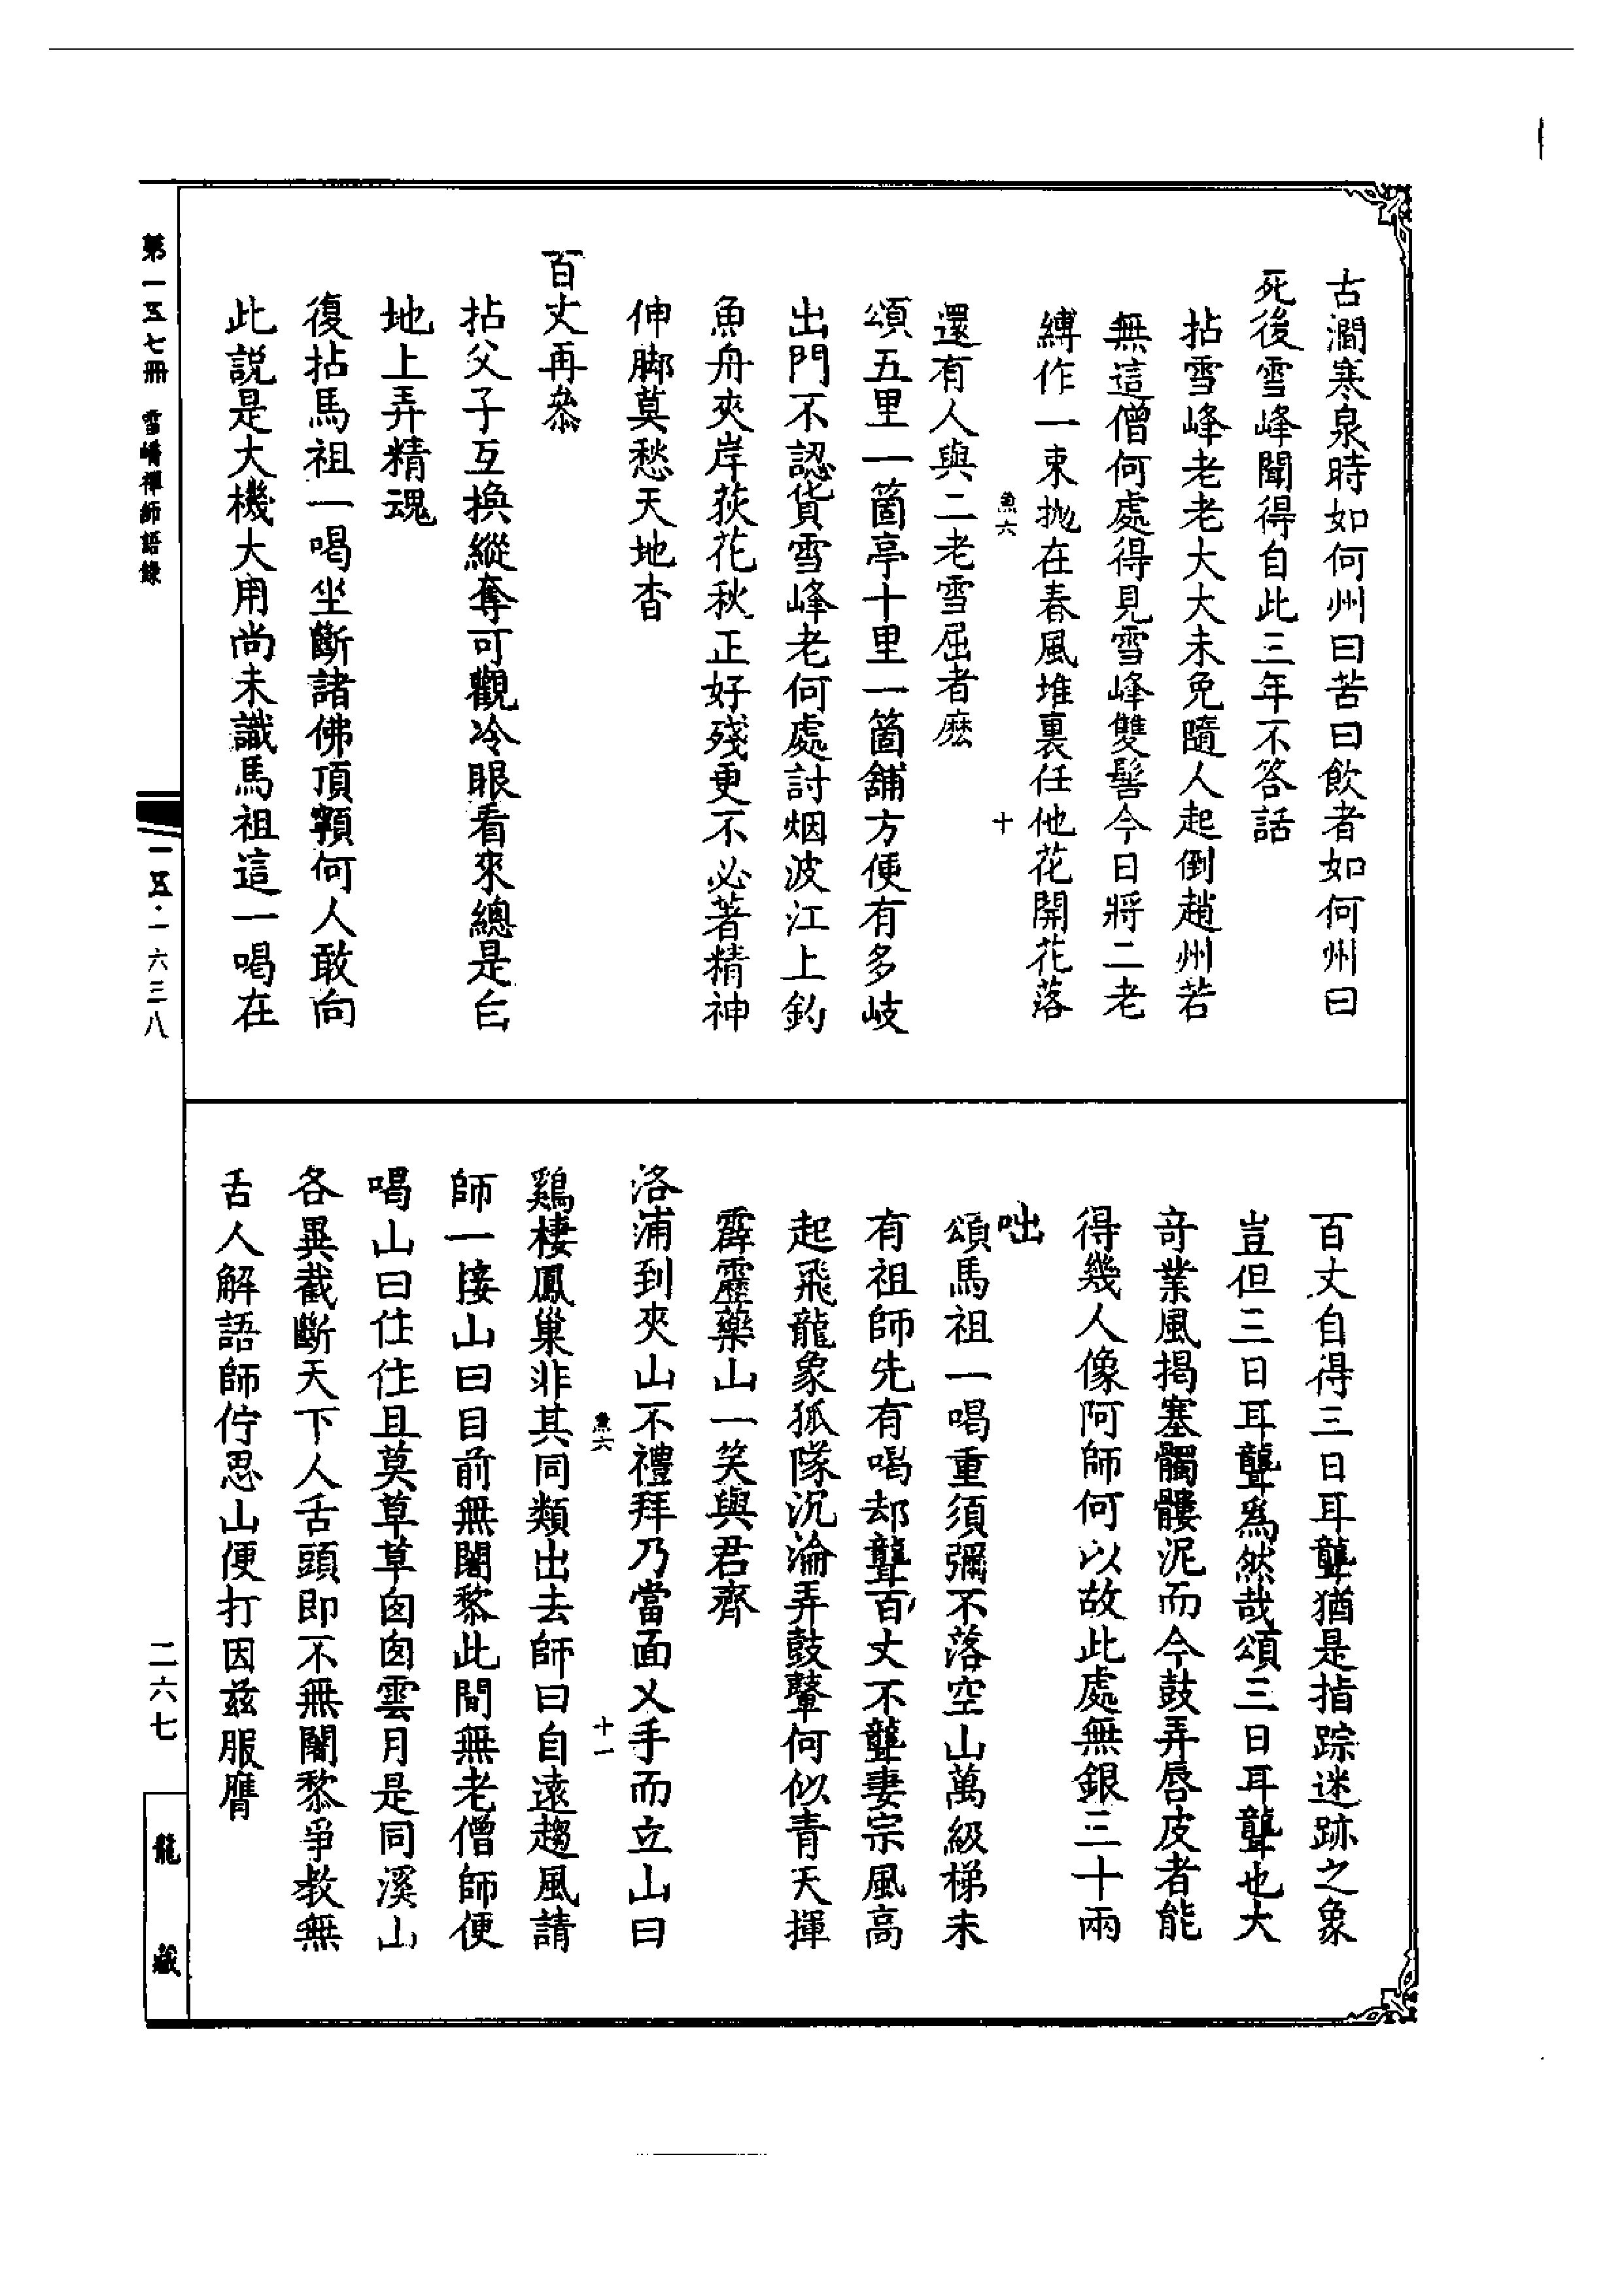 古澗寒泉時如何州曰苦曰飲者如何州曰
死後雪峰聞得自此三年不答話
拈雪峰老老大大未免隨人起倒趙州若
無這僧何處得見雪峰雙髻今日將二老
縛作一束拋在春風堆裏任他花開花落
魚六
十
還有人與二老雪屈者麽
頌五里一箇亭十里一箇舖方便有多岐
出門不認貨雪峰老何處討烟波江上釣
魚舟夾岸荻花秋正好殘更不必著精神
伸脚莫愁天地杳
百丈再叅
拈父子互換縱奪可觀冷眼看來總是白
地上弄精魂
復拈馬祖一喝坐斷諸佛頂𩕳何人敢向
此說是大機大用尚未識馬祖這一喝在
百丈自得三日耳聾猶是指踪迷跡之象
豈但三日耳聾爲然哉頌三日耳聾也大
奇業風揭塞髑髏泥而今鼓弄唇皮者能
得幾人像阿師何以故此處無銀三十兩
咄
頌馬祖一喝重須彌不落空山萬級梯未
有祖師先有喝却聾百丈不聾妻宗風高
起飛龍象狐隊沉淪弄鼓鼙何似青天揮
霹靂藥山一笑與君齊
洛浦到夾山不禮拜乃當面乂手而立山曰
魚六
十一
鷄棲鳳巢非其同類出去師曰自遠趨風請
師一接山曰目前無闍黎此間無老僧師便
喝山曰住住且莫草草囱囱雲月是同溪山
各異截斷天下人舌頭即不無闍黎爭教無
舌人解語師佇思山便打因茲服膺
第一五七冊 雪嶠禪師語錄
一五·一六三八
二六七
龍藏